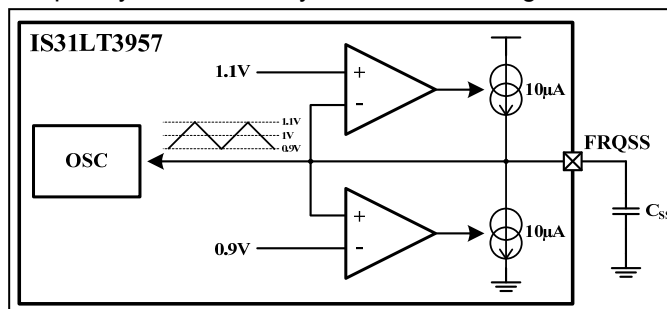 IS31LT3957
1.1V
+
-
10μA
1.1V
1V
0.9V
OSC
FRQSS
+
-
0.9V
10μA